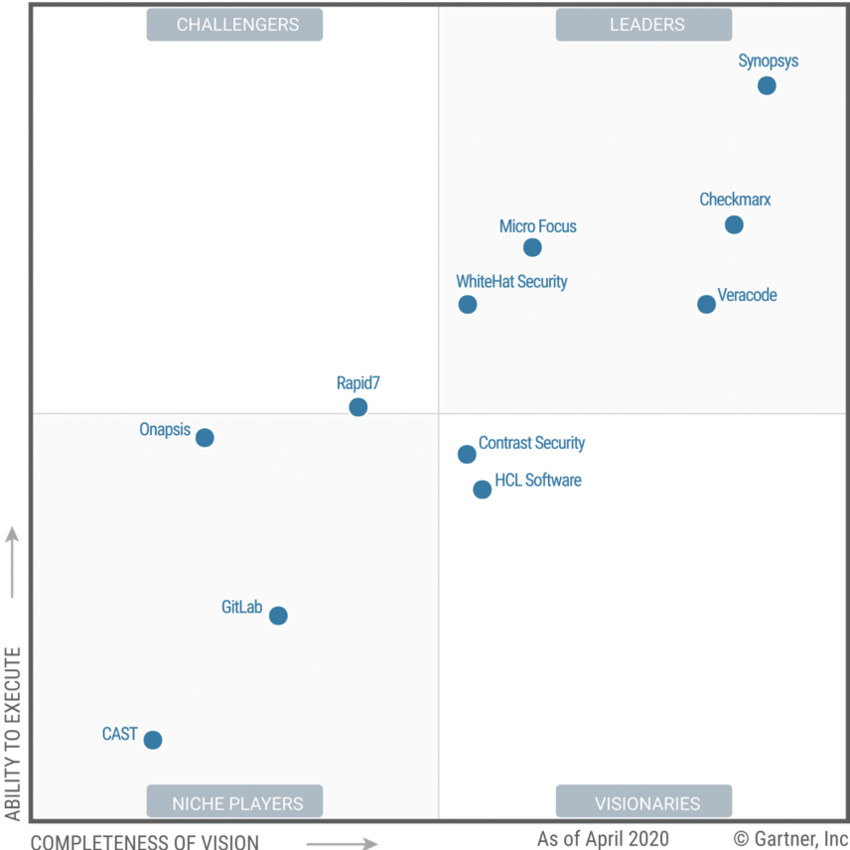 CHALLENGERS
LEADERS
Synopsys
Checkmarx
Micro Focus
WhiteHat Security
Veracode
Rapid7
Onapsis
Contrast Security
HCL Software
GitLab
CAST
NICHE PLAYERS
VISIONARIES
ABILITY TO EXECUTE
COMPLETENESS OF VISION
As of April 2020
© Gartner, Inc